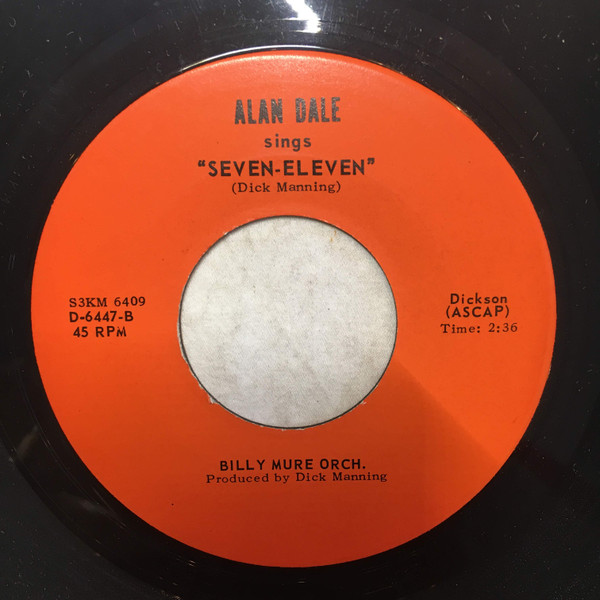 ALAN DALE
sings
"SEVEN-ELEVEN"
(Dick Manning)
S3KM 6409
D-6447-B
45 RPM
Dickson
(ASCAP)
Time: 2:36
BILLY MURE ORCH.
Produced by Dick Manning